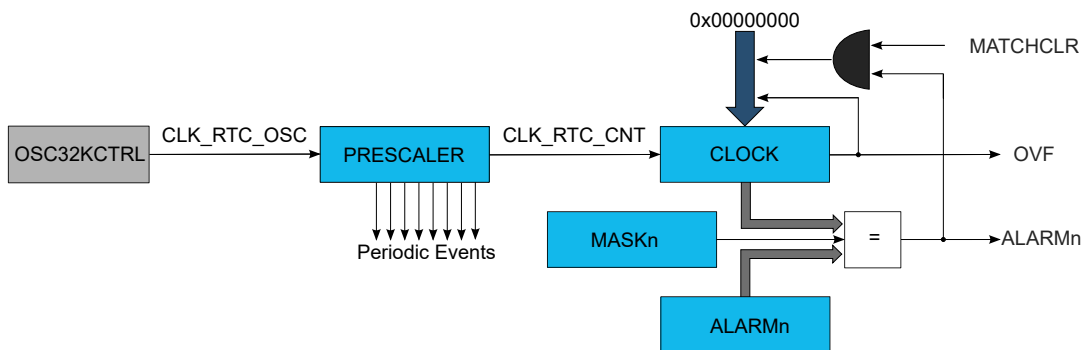 0x00000000
MATCHCLR
CLK_RTC_OSC
CLK_RTC_CNT
OSC32KCTRL
PRESCALER
CLOCK
OVF
Periodic Events
MASKn
=
ALARMn
ALARMn